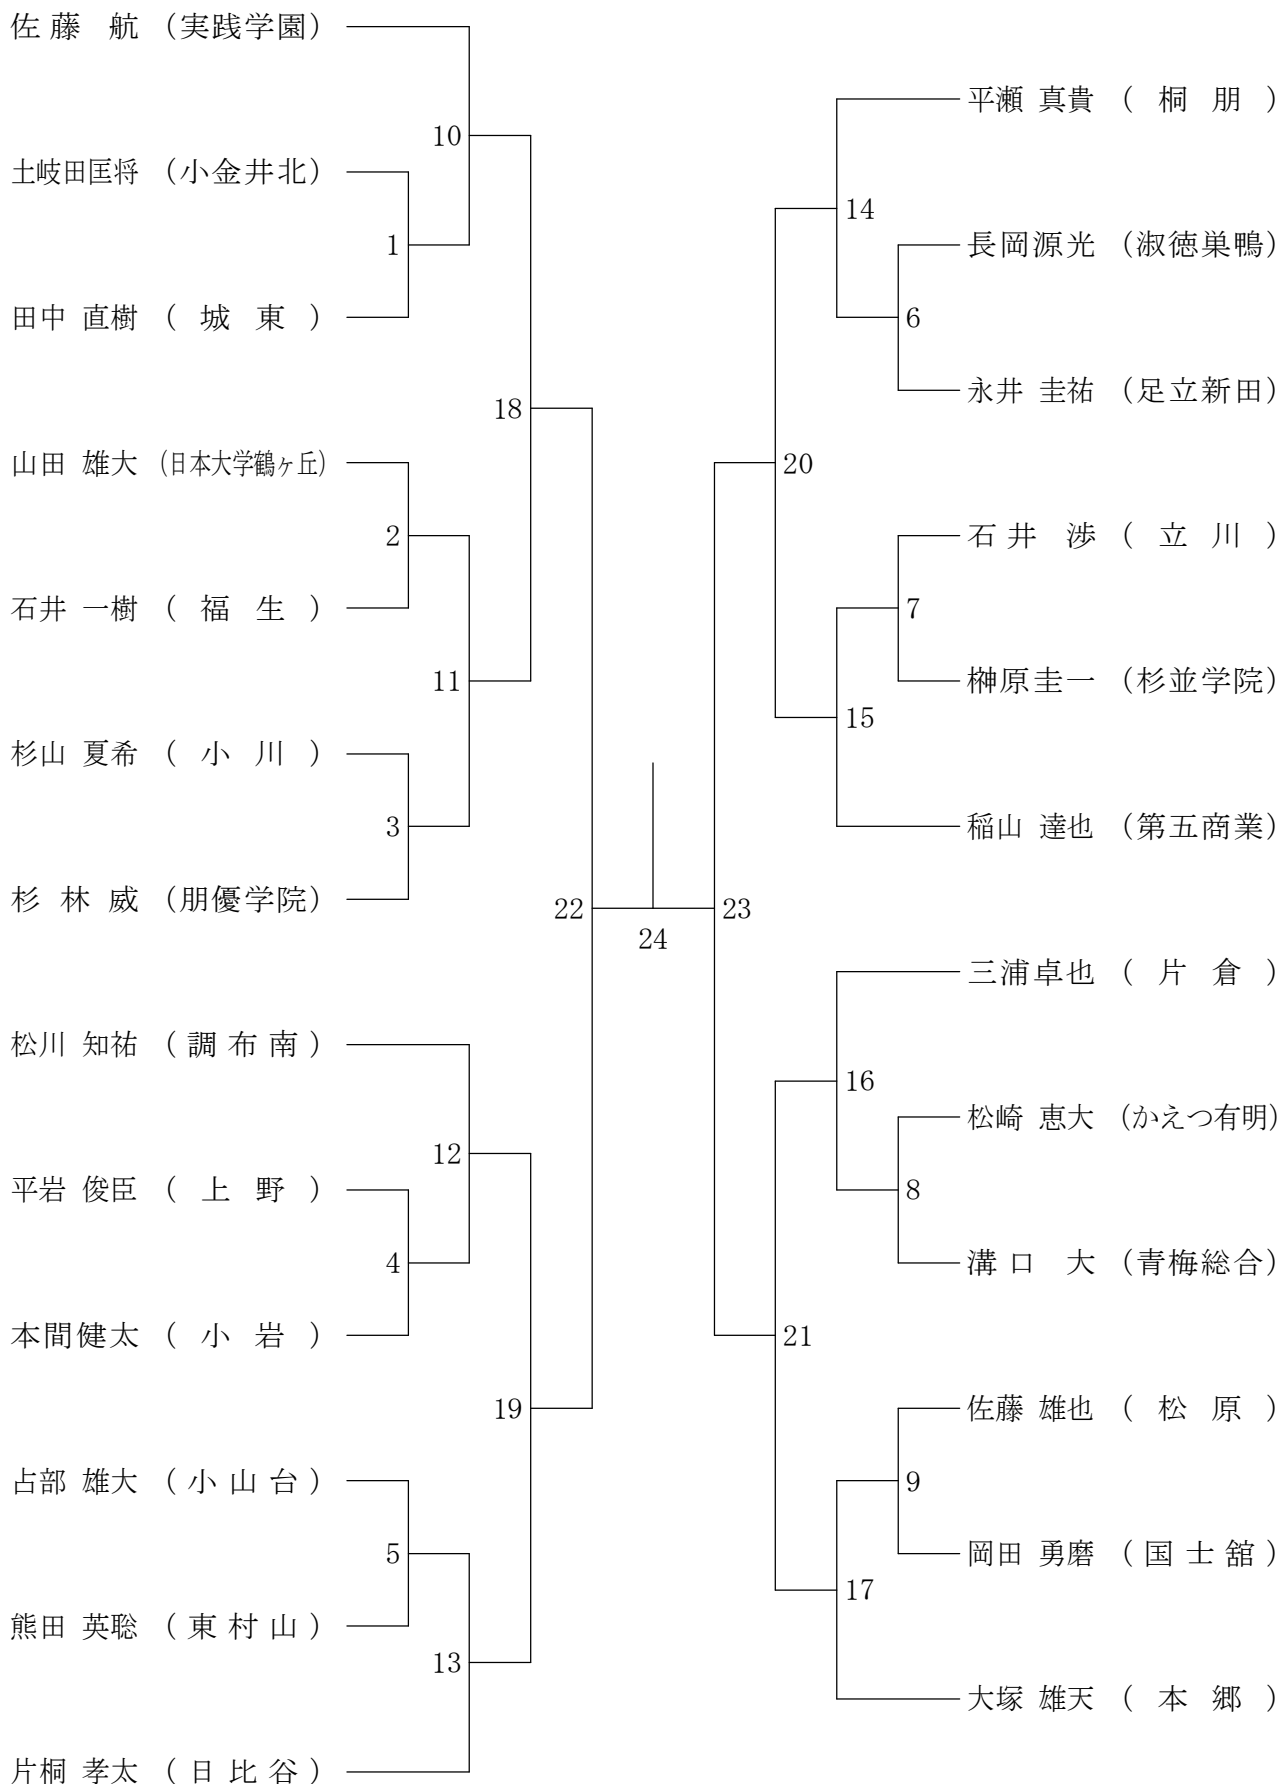 佐藤 航 (実践学園)
土岐田匡将 (小金井北)
田中 直樹 (城東)
山田 雄大 (日本大学鶴ヶ丘)
石井 一樹 (福生)
杉山 夏希 (小川)
杉林 威 (朋優学院)
松川 知祐 (調布南)
平岩 俊臣 (上野)
本間健太 (小岩)
占部 雄大 (小山台)
熊田 英聡 (東村山)
片桐 孝太 (日比谷)
1
2
3
4
5
10
11
12
13
18
19
22
24
23
20
21
14
15
16
17
6
7
8
9
平瀬 真貴 (桐朋)
長岡源光 (淑徳巣鴨)
永井 圭祐 (足立新田)
石井 渉 (立川)
榊原圭一 (杉並学院)
稲山 達也 (第五商業)
三浦卓也 (片倉)
松崎 恵大 (かえつ有明)
溝口 大 (青梅総合)
佐藤 雄也 (松原)
岡田 勇磨 (国士舘)
大塚 雄天 (本郷)